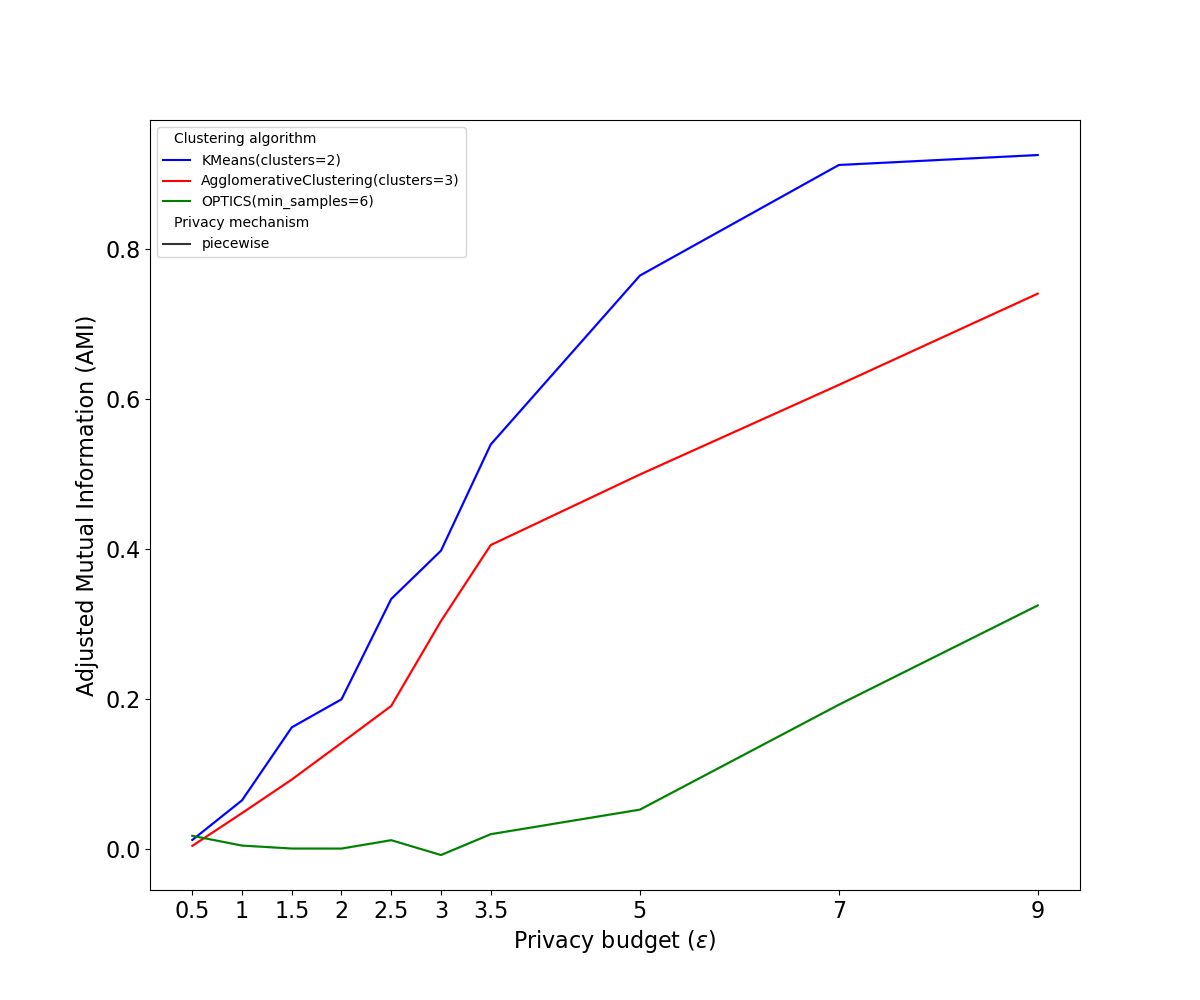 Clustering algorithm
KMeans(clusters=2)
AgglomerativeClustering(clusters=3)
OPTICS(min_samples=6)
Privacy mechanism
piecewise
Adjusted Mutual Information (AMI)
0.8
0.6
0.4
0.2
0.0
0.5 1 1.5 2 2.5 3 3.5 5 7 9
Privacy budget (ε)